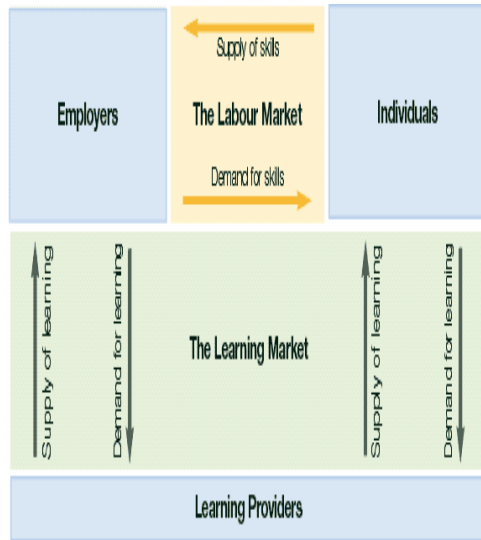 Supply of skills
Employers
The Labour Market
Individuals
Demand for skills
Supply of learning
Demand for learning
The Learning Market
Supply of learning
Demand for learning
Learning Providers